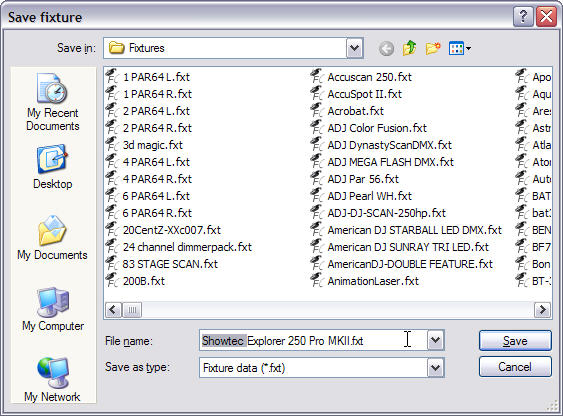 Save fixture
Save in: Fixtures
My Recent
Documents
Desktop
My Documents
My Computer
My Network
1 PAR64 L.fxt
1 PAR64 R.fxt
2 PAR64 L.fxt
2 PAR64 R.fxt
3d magic.fxt
4 PAR64 L.fxt
4 PAR64 R.fxt
6 PAR64 L.fxt
6 PAR64 R.fxt
20CentZ-XXc007.fxt
24 channel dimmerpack.fxt
83 STAGE SCAN.fxt
200B.fxt
Accuscan 250.fxt
AccuSpot II.fxt
Acrobat.fxt
ADJ Color Fusion.fxt
ADJ DynastyScanDMX.fxt
ADJ MEGA FLASH DMX.fxt
ADJ Par 56.fxt
ADJ Pearl WH.fxt
ADJ-DJ-SCAN-250hp.fxt
American DJ STARBALL LED DMX.fxt
American DJ SUNRAY TRI LED.fxt
AmericanDJ-DOUBLE FEATURE.fxt
AnimationLaser.fxt
Apo
Aqu
Ares
Astr
Atla
Aton
Auto
BAT
bat3
BEN
BF7
Bon
BT-
File name: Showtec Explorer 250 Pro MKII.fxt
Save
Save as type: Fixture data (*.fxt)
Cancel